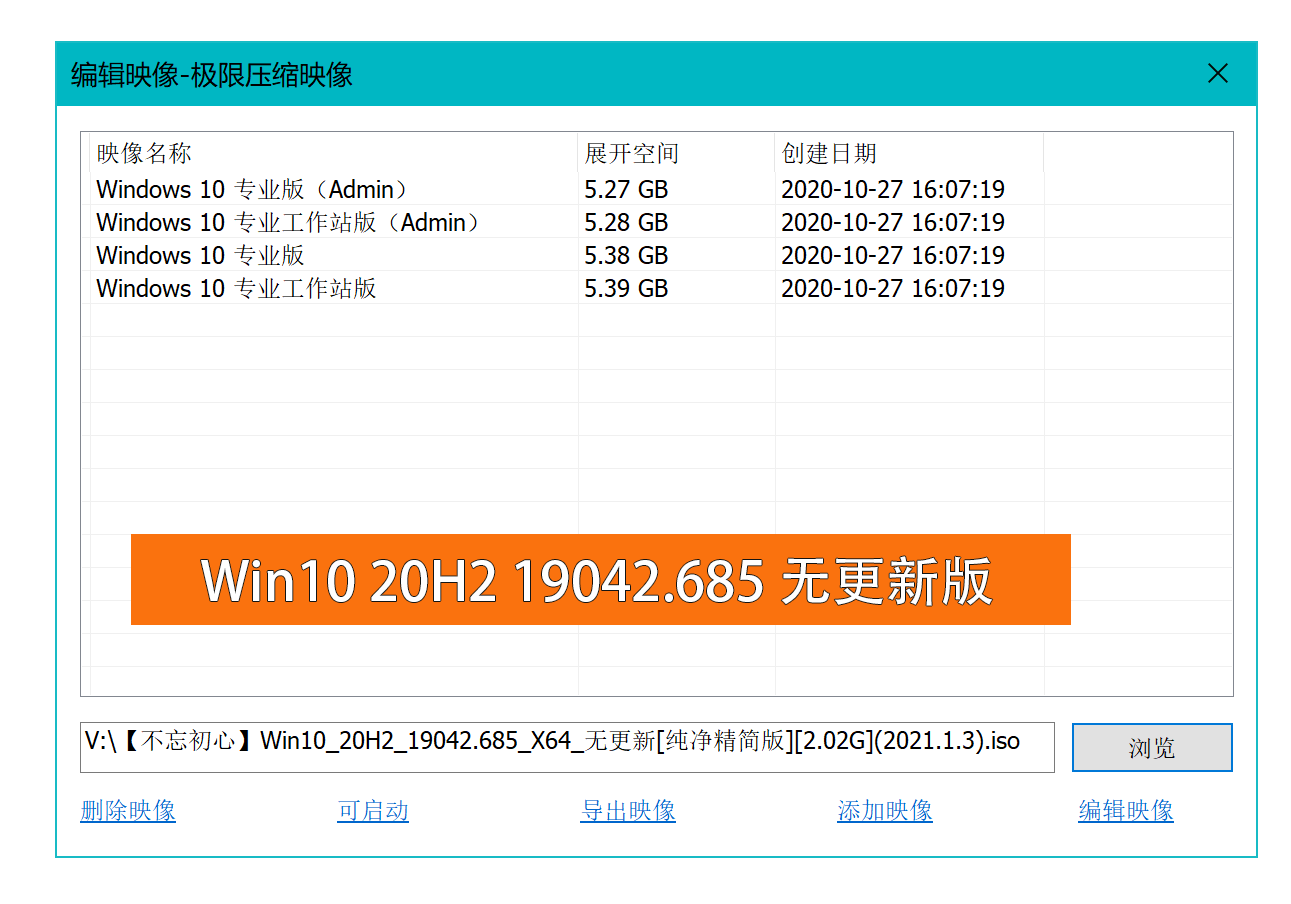 编辑映像-极限压缩映像
映像名称 展开空间 创建日期
Windows 10 专业版（Admin） 5.27 GB 2020-10-27 16:07:19
Windows 10 专业工作站版（Admin） 5.28 GB 2020-10-27 16:07:19
Windows 10 专业版 5.38 GB 2020-10-27 16:07:19
Windows 10 专业工作站版 5.39 GB 2020-10-27 16:07:19
Win10 20H2 19042.685 无更新版
V:\【不忘初心】Win10_20H2_19042.685_X64_无更新[纯净精简版][2.02G](2021.1.3).iso 浏览
删除映像 可启动 导出映像 添加映像 编辑映像